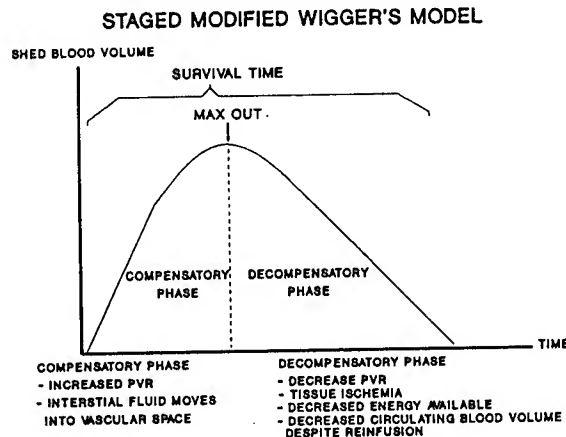 STAGED MODIFIED WIGGER'S MODEL
SHED BLOOD VOLUME
SURVIVAL TIME
MAX OUT .
COMPENSATORY
PHASE
DECOMPENSATORY
PHASE
TIME
COMPENSATORY PHASE
- INCREASED PVR
- INTERSTIAL FLUID MOVES
INTO VASCULAR SPACE
DECOMPENSATORY PHASE
- DECREASE PVR
- TISSUE ISCHEMIA
- DECREASED ENERGY AVAILABLE
- DECREASED CIRCULATING BLOOD VOLUME
DESPITE REINFUSION